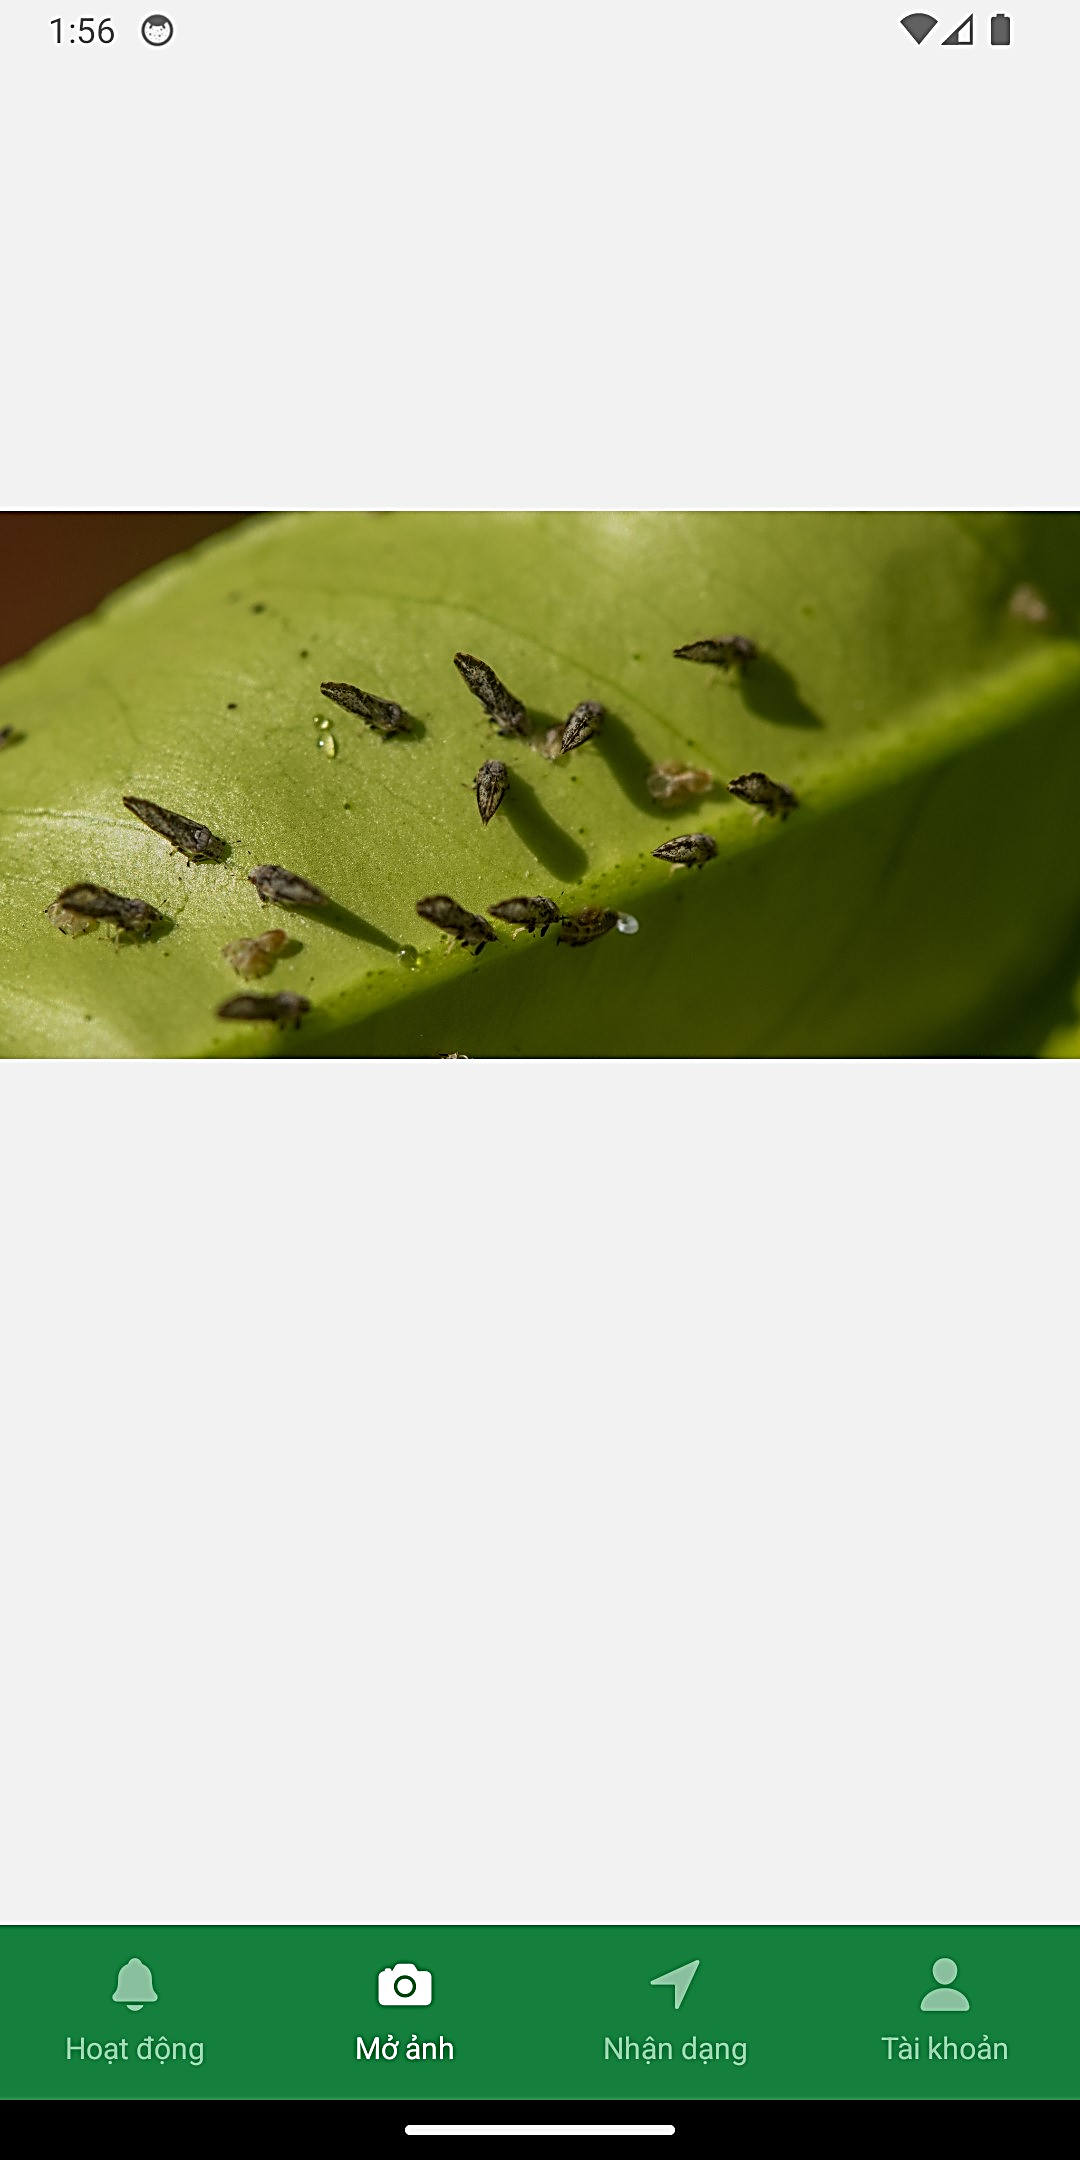 1:56
Hoạt động
Mở ảnh
Nhận dạng
Tài khoản